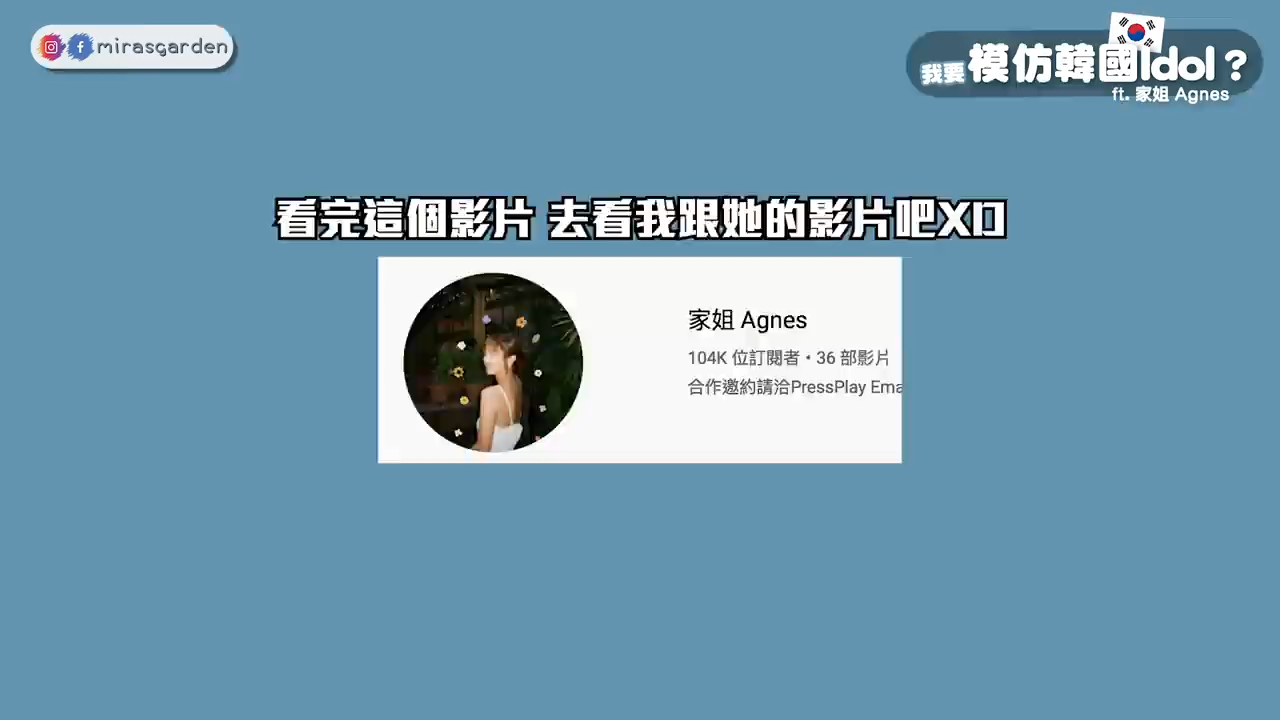 mirasgarden
我要模仿韓國Idol？
ft. 家姐 Agnes
看完這個影片 去看我跟她的影片吧XD
家姐 Agnes
104K 位訂閱者・36 部影片
合作邀約請洽PressPlay Ema